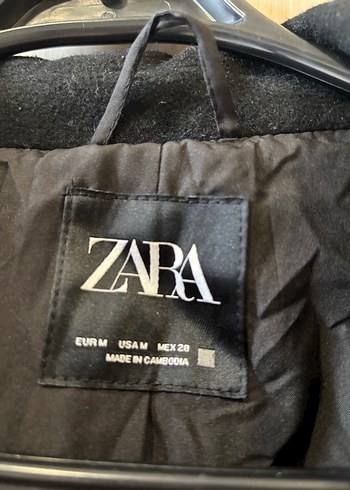 ZARA
EUR M USA M MEX 28
MADE IN CAMBODIA